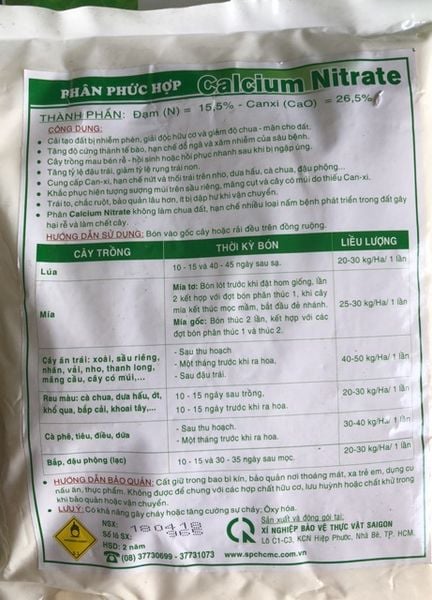 PHÂN PHỨC HỢP Calcium Nitrate
THÀNH PHẦN: Đạm (N) = 15,5% - Canxi (CaO) = 26,5%
CÔNG DỤNG:
• Cải tạo đất bị nhiễm phèn, giải độc hữu cơ và giảm độ chua - mặn cho đất.
• Tăng độ cứng thành tế bào, hạn chế đổ ngã và xâm nhiễm của sâu bệnh.
• Cây trồng mau bén rễ - hồi sinh hoặc hồi phục nhanh sau khi bị ngập úng.
• Tăng tỷ lệ đậu trái, giảm tỷ lệ rụng trái non.
• Cung cấp Can-xi, hạn chế nứt và thối trái trên nho, dưa hấu, cà chua, đậu phộng...
• Khắc phục hiện tượng sượng múi trên sầu riêng, măng cụt và cây có múi do thiếu Can-xi.
• Trái to, chắc ruột, bảo quản lâu hơn, ít bị dập hư khi vận chuyển.
• Phân Calcium Nitrate không làm chua đất, hạn chế nhiều loại nấm bệnh phát triển trong đất gây
hại rễ và làm chết cây.
HƯỚNG DẪN SỬ DỤNG: Bón vào gốc cây hoặc rải đều trên đồng ruộng.
CÂY TRỒNG THỜI KỲ BÓN LIỀU LƯỢNG
Lúa 10 - 15 và 40 - 45 ngày sau sạ. 20-30 kg/Ha/ 1 lần
Mía tơ: Bón lót trước khi đặt hom giống, lần
2 kết hợp với đợt bón phân thúc 1, khi cây
Mía mía kết thúc mọc mầm, bắt đầu đẻ nhánh. 25-30 kg/Ha/ 1 lần
Mía gốc: Bón thúc 2 lần, kết hợp với các
đợt bón phân thúc 1 và thúc 2.
Cây ăn trái: xoài, sầu riêng, - Sau thu hoạch
nhãn, vải, nho, thanh long, - Một tháng trước khi ra hoa. 40-50 kg/Ha/ 1 lần
mãng cầu, cây có múi,... - Sau đậu trái.
Rau màu: cà chua, dưa hấu, ớt, - 10 - 15 ngày sau trồng. 20-30 kg/Ha/ 1 lần
khổ qua, bắp cải, khoai tây,... - 10 - 15 ngày trước khi ra hoa.
Cà phê, tiêu, điều, dứa - Sau thu hoạch. 30-40 kg/Ha/ 1 lần
- Một tháng trước khi ra hoa.
Bắp, đậu phộng (lạc) 10 - 15 và 30 - 35 ngày sau mọc. 20-30 kg/Ha/ 1 lần
• HƯỚNG DẪN BẢO QUẢN: Cất giữ trong bao bì kín, bảo quản nơi thoáng mát, xa trẻ em, dụng cụ
nấu ăn, thực phẩm. Không được để chung với các hợp chất hữu cơ, lưu huỳnh hoặc chất khử trong
khi bảo quản hoặc vận chuyển.
• LƯU Ý: Có khả năng gây cháy hoặc tăng cường sự cháy; Ôxy hóa.
NSX: 180418
Số lô SX: 365
HSD: 2 năm
(08) 37730699 - 37731073
Sản xuất và đóng gói tại:
XÍ NGHIỆP BẢO VỆ THỰC VẬT SAIGON
Lô C1-C3, KCN Hiệp Phước, Nhà Bè, TP. HCM.
www.spchcmc.com.vn